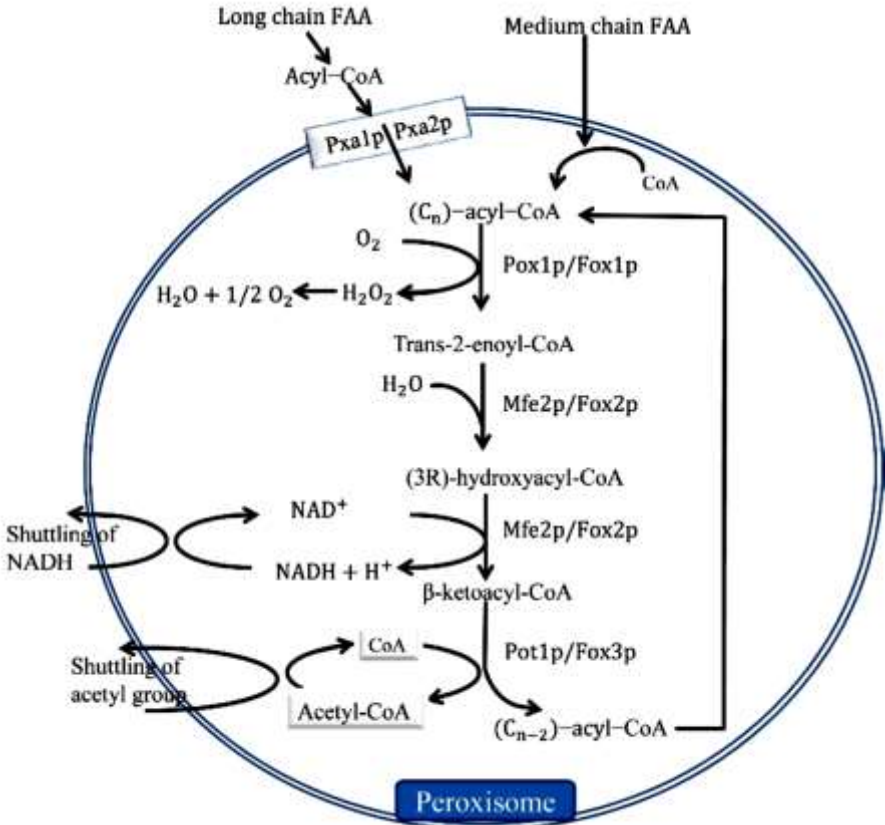 Long chain FAA
Medium chain FAA
Acyl–CoA
Pxa1p Pxa2p
CoA
(Cₙ)–acyl–CoA
O₂
Pox1p/Fox1p
H₂O + 1/2 O₂
H₂O₂
Trans-2-enoyl-CoA
H₂O
Mfe2p/Fox2p
(3R)-hydroxyacyl-CoA
NAD⁺
Mfe2p/Fox2p
Shuttling of
NADH
NADH + H⁺
β-ketoacyl-CoA
CoA
Pot1p/Fox3p
Shuttling of
acetyl group
Acetyl-CoA
(Cₙ₋₂)–acyl–CoA
Peroxisome